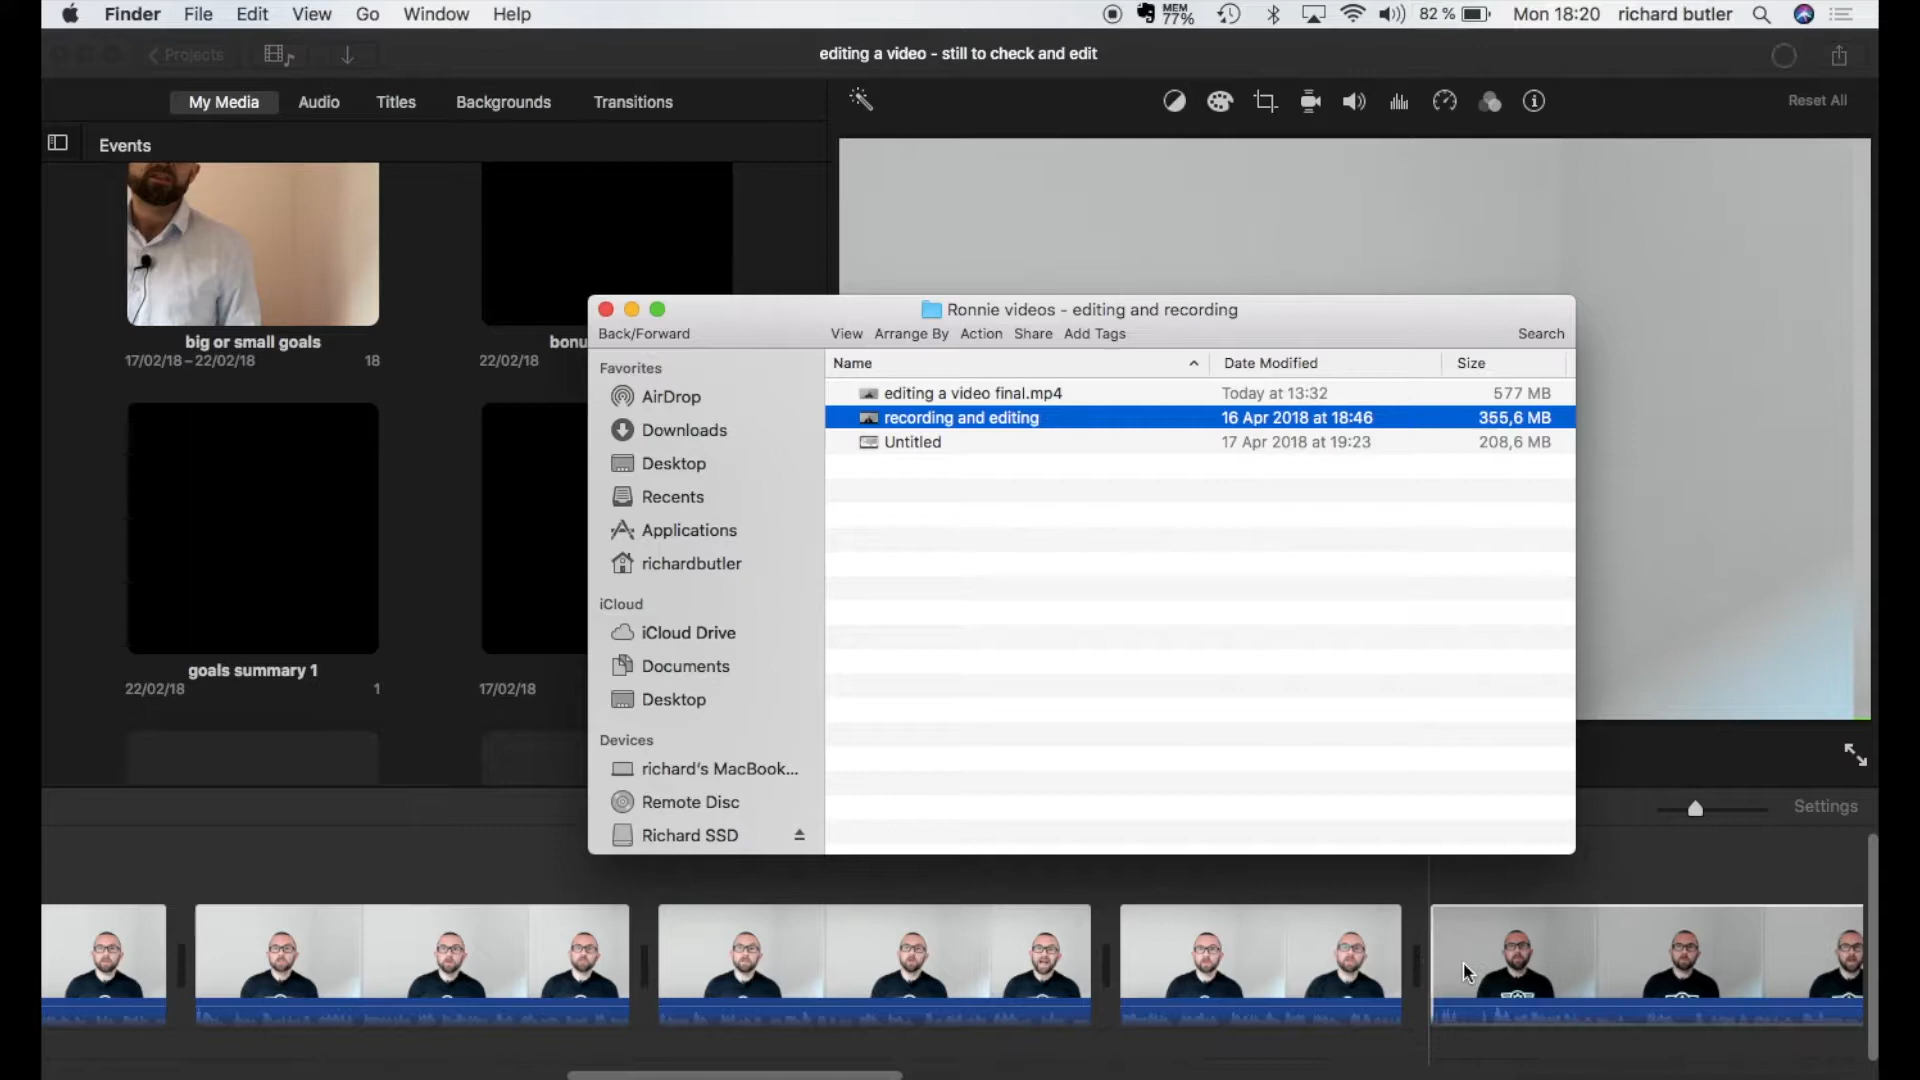 Finder File Edit View Go Window Help MEM 77% 82 % Mon 18:20 richard butler
Projects
editing a video - still to check and edit
My Media Audio Titles Backgrounds Transitions
Reset All
Events
big or small goals
17/02/18 – 22/02/18 18
22/02/18
bonu
goals summary 1
22/02/18 1
17/02/18
Ronnie videos - editing and recording
Back/Forward View Arrange By Action Share Add Tags Search
Favorites
AirDrop
Downloads
Desktop
Recents
Applications
richardbutler
iCloud
iCloud Drive
Documents
Desktop
Devices
richard's MacBook...
Remote Disc
Richard SSD
Name Date Modified Size
editing a video final.mp4 Today at 13:32 577 MB
recording and editing 16 Apr 2018 at 18:46 355,6 MB
Untitled 17 Apr 2018 at 19:23 208,6 MB
Settings